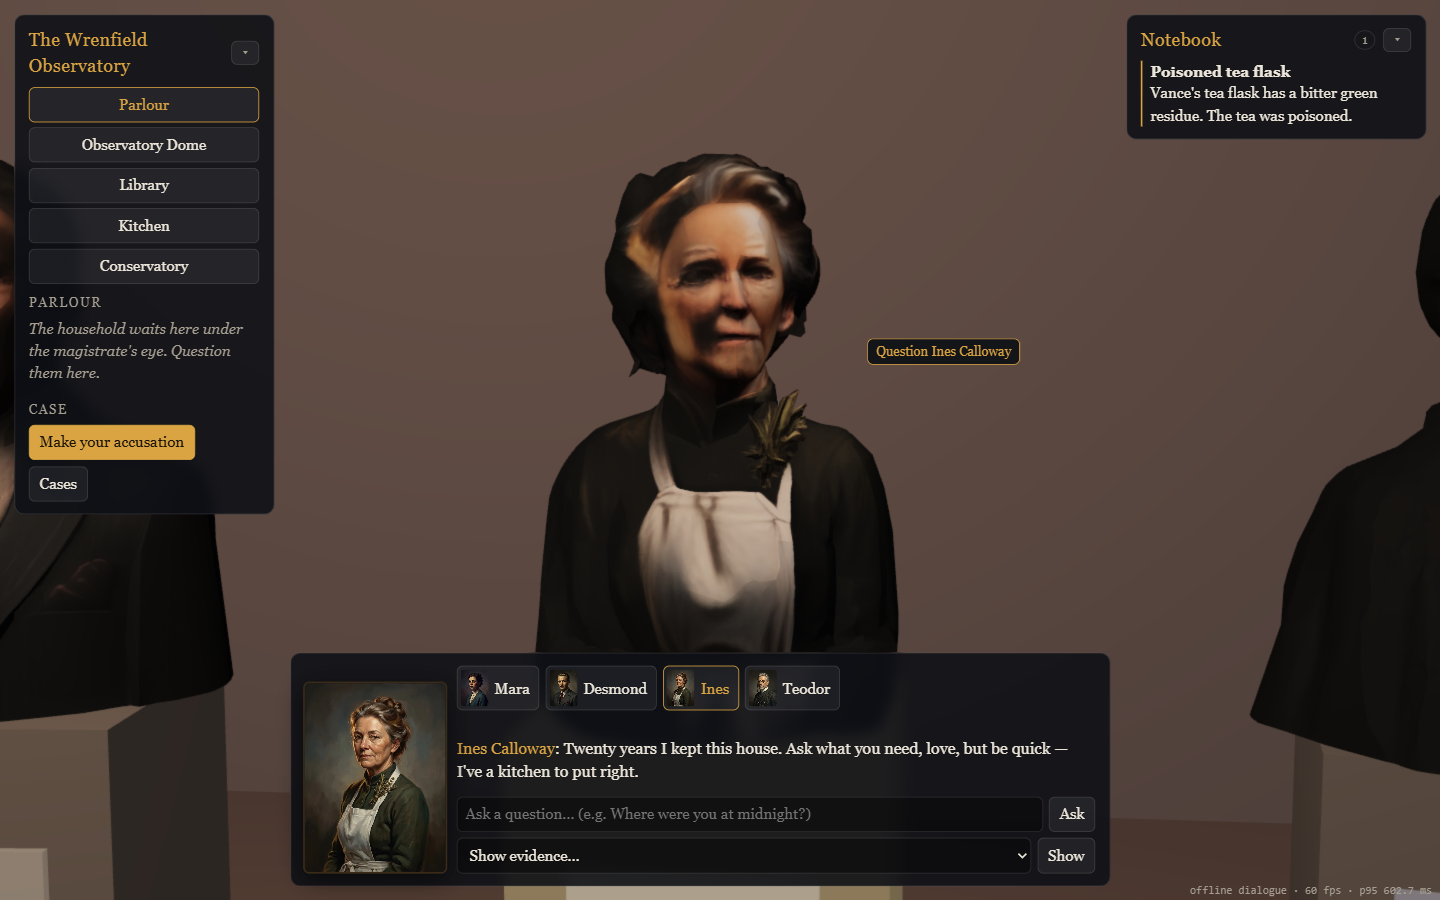 The Wrenfield
Observatory
Parlour
Observatory Dome
Library
Kitchen
Conservatory
PARLOUR
The household waits here under
the magistrate's eye. Question
them here.
CASE
Make your accusation
Cases
Notebook
1
Poisoned tea flask
Vance's tea flask has a bitter green
residue. The tea was poisoned.
Question Ines Calloway
Mara
Desmond
Ines
Teodor
Ines Calloway: Twenty years I kept this house. Ask what you need, love, but be quick —
I've a kitchen to put right.
Ask a question... (e.g. Where were you at midnight?)
Ask
Show evidence...
Show
offline dialogue · 60 fps · p95 602.7 ms